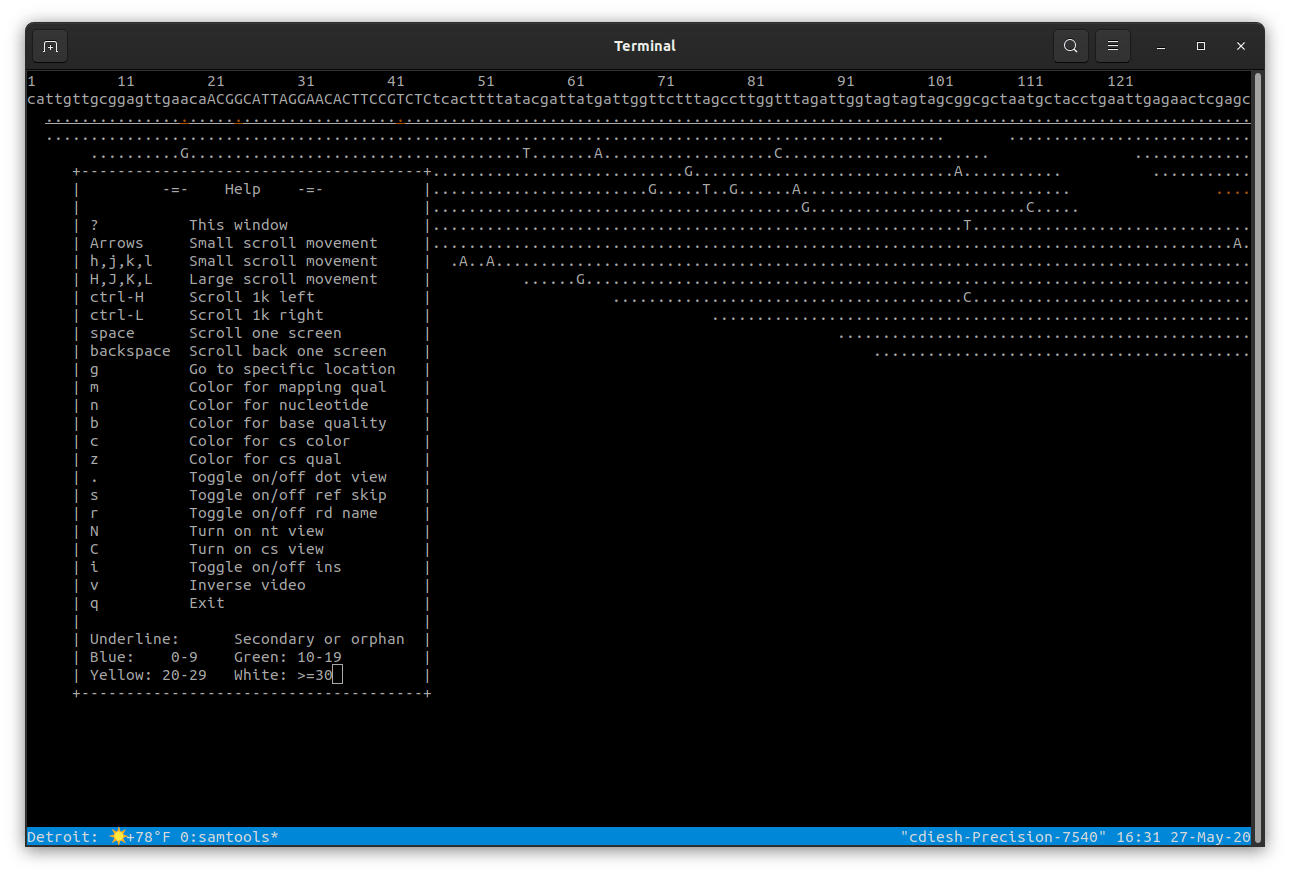 1         11        21        31        41        51        61        71        81        91        101       111       121
cattgttgcggagttgaacaACGGCATTAGGAACACTTCCGTCTCtcacttttatacgattatgattggttctttagccttggtttagattggtagtagtagcggcgctaatgctacctgaattgagaactcgagc
......................................................................................................................................
....................................................................................................       ...........................
..........G.....................................T.......A...................C.......................                .............
+--------------------------------------+............................G.............................A...........          ...........
|         -=-    Help    -=-           |........................G.....T..G......A..............................                ....
|                                      |.........................................G........................C.....
| ?          This window               |...........................................................T...............................
| Arrows     Small scroll movement     |.........................................................................................A.
| h,j,k,l    Small scroll movement     |  .A..A....................................................................................
| H,J,K,L    Large scroll movement     |          ......G..........................................................................
| ctrl-H     Scroll 1k left            |                    .......................................C...............................
| ctrl-L     Scroll 1k right           |                               ............................................................
| space      Scroll one screen         |                                             ..............................................
| backspace  Scroll back one screen    |                                                 ..........................................
| g          Go to specific location   |
| m          Color for mapping qual    |
| n          Color for nucleotide      |
| b          Color for base quality    |
| c          Color for cs color        |
| z          Color for cs qual         |
| .          Toggle on/off dot view    |
| s          Toggle on/off ref skip    |
| r          Toggle on/off rd name     |
| N          Turn on nt view           |
| C          Turn on cs view           |
| i          Toggle on/off ins         |
| v          Inverse video             |
| q          Exit                      |
|                                      |
| Underline:      Secondary or orphan  |
| Blue:    0-9    Green: 10-19         |
| Yellow: 20-29   White: >=30          |
+--------------------------------------+
Terminal
Detroit: ☀️+78°F 0:samtools* "cdiesh-Precision-7540" 16:31 27-May-20